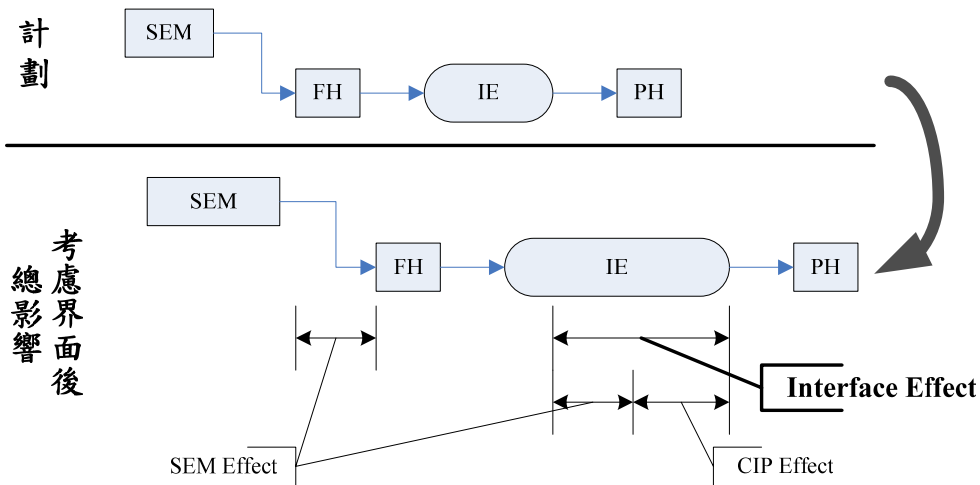 計劃
SEM
FH
IE
PH
考慮界面後
總影響
SEM
FH
IE
PH
Interface Effect
SEM Effect
CIP Effect